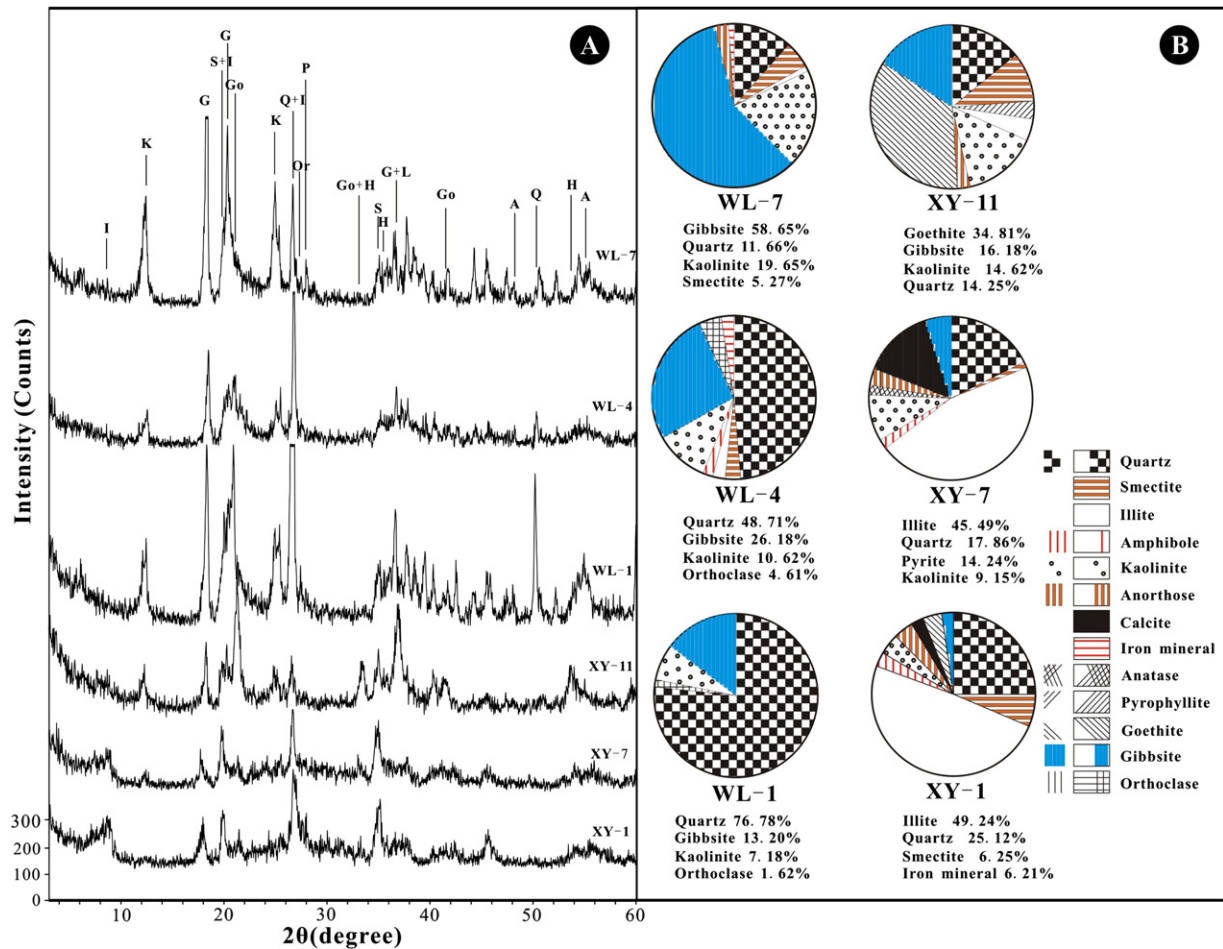 A
G
S+I
Go
P
G
Q+I
K
K
Or
Go+H
G+L
Go
Q
H
A
I
S
H
A
WL-7
WL-4
WL-1
XY-11
XY-7
XY-1
Intensity (Counts)
300
200
100
0
10
20
30
40
50
60
2θ(degree)
B
WL-7
Gibbsite 58. 65%
Quartz 11. 66%
Kaolinite 19. 65%
Smectite 5. 27%
XY-11
Goethite 34. 81%
Gibbsite 16. 18%
Kaolinite 14. 62%
Quartz 14. 25%
WL-4
Quartz 48. 71%
Gibbsite 26. 18%
Kaolinite 10. 62%
Orthoclase 4. 61%
XY-7
Illite 45. 49%
Quartz 17. 86%
Pyrite 14. 24%
Kaolinite 9. 15%
WL-1
Quartz 76. 78%
Gibbsite 13. 20%
Kaolinite 7. 18%
Orthoclase 1. 62%
XY-1
Illite 49. 24%
Quartz 25. 12%
Smectite 6. 25%
Iron mineral 6. 21%
Quartz
Smectite
Illite
Amphibole
Kaolinite
Anorthose
Calcite
Iron mineral
Anatase
Pyrophyllite
Goethite
Gibbsite
Orthoclase